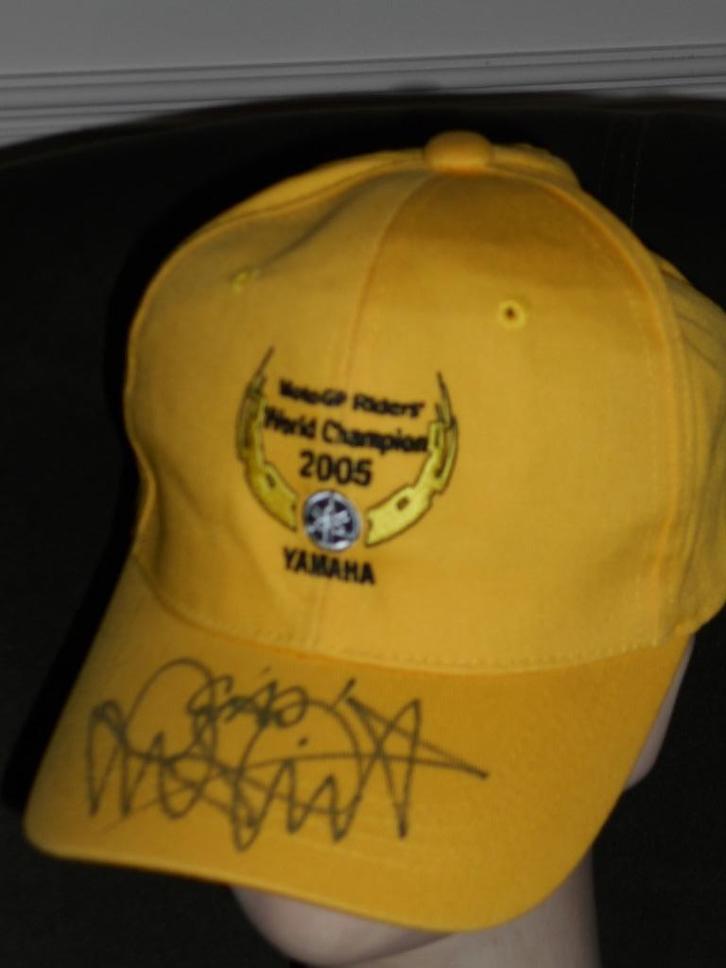 MotoGP Riders'
World Champion
2005
YAMAHA